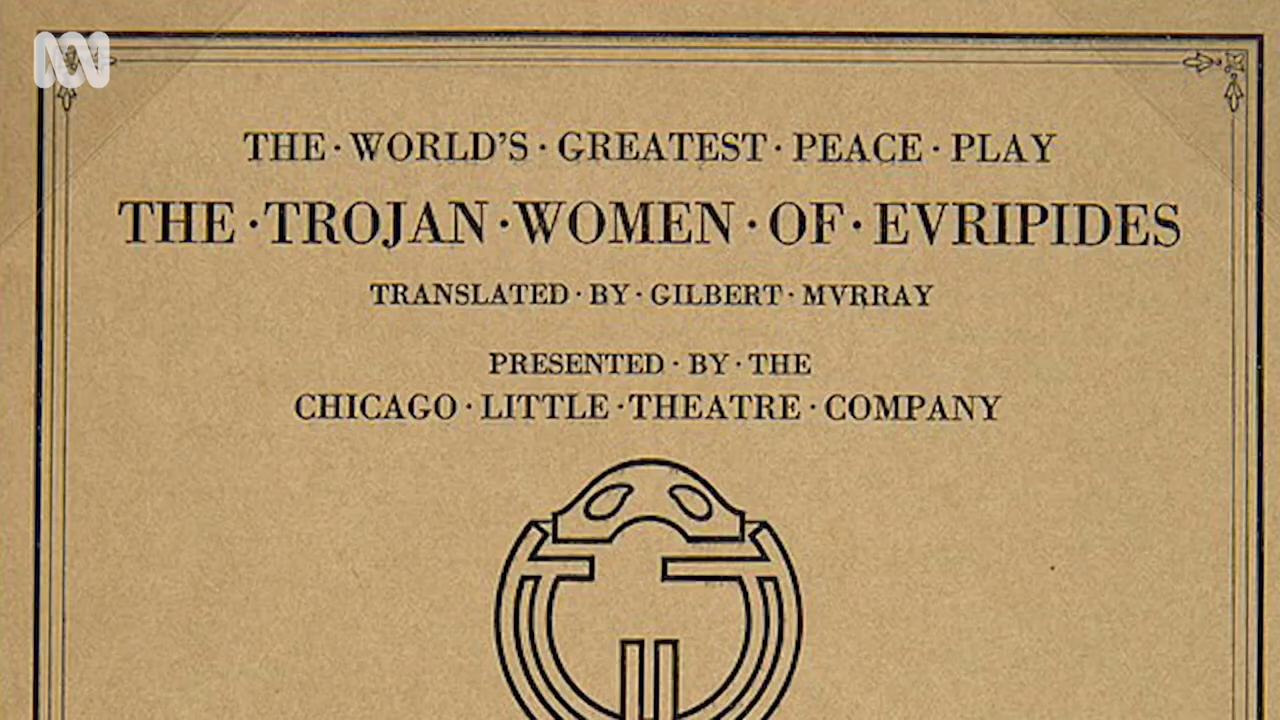 THE · WORLD'S · GREATEST · PEACE · PLAY
THE · TROJAN · WOMEN · OF · EVRIPIDES
TRANSLATED · BY · GILBERT · MVRRAY
PRESENTED · BY · THE
CHICAGO · LITTLE · THEATRE · COMPANY